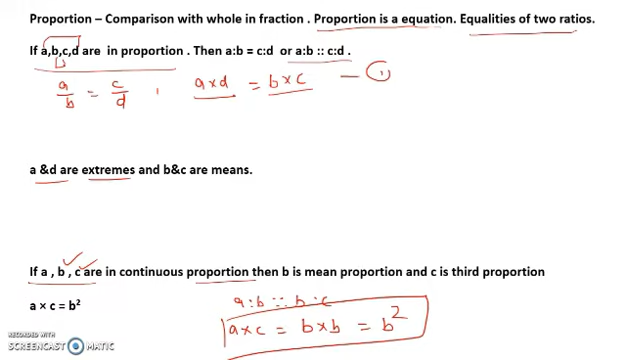 Proportion – Comparison with whole in fraction . Proportion is a equation. Equalities of two ratios.
If a,b,c,d are in proportion . Then a:b = c:d or a:b :: c:d .
a/b = c/d , a×d = b×c — ①
a &d are extremes and b&c are means.
If a , b , c are in continuous proportion then b is mean proportion and c is third proportion
a:b :: b:c
a × c = b²
a×c = b×b = b²
RECORDED WITH
SCREENCAST MATIC